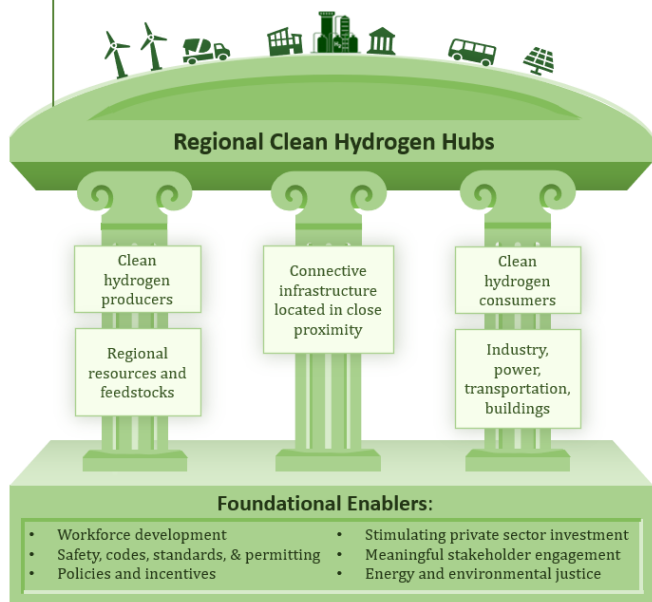 Regional Clean Hydrogen Hubs
Clean
hydrogen
producers
Regional
resources and
feedstocks
Connective
infrastructure
located in close
proximity
Clean
hydrogen
consumers
Industry,
power,
transportation,
buildings
Foundational Enablers:
• Workforce development
• Safety, codes, standards, & permitting
• Policies and incentives
• Stimulating private sector investment
• Meaningful stakeholder engagement
• Energy and environmental justice